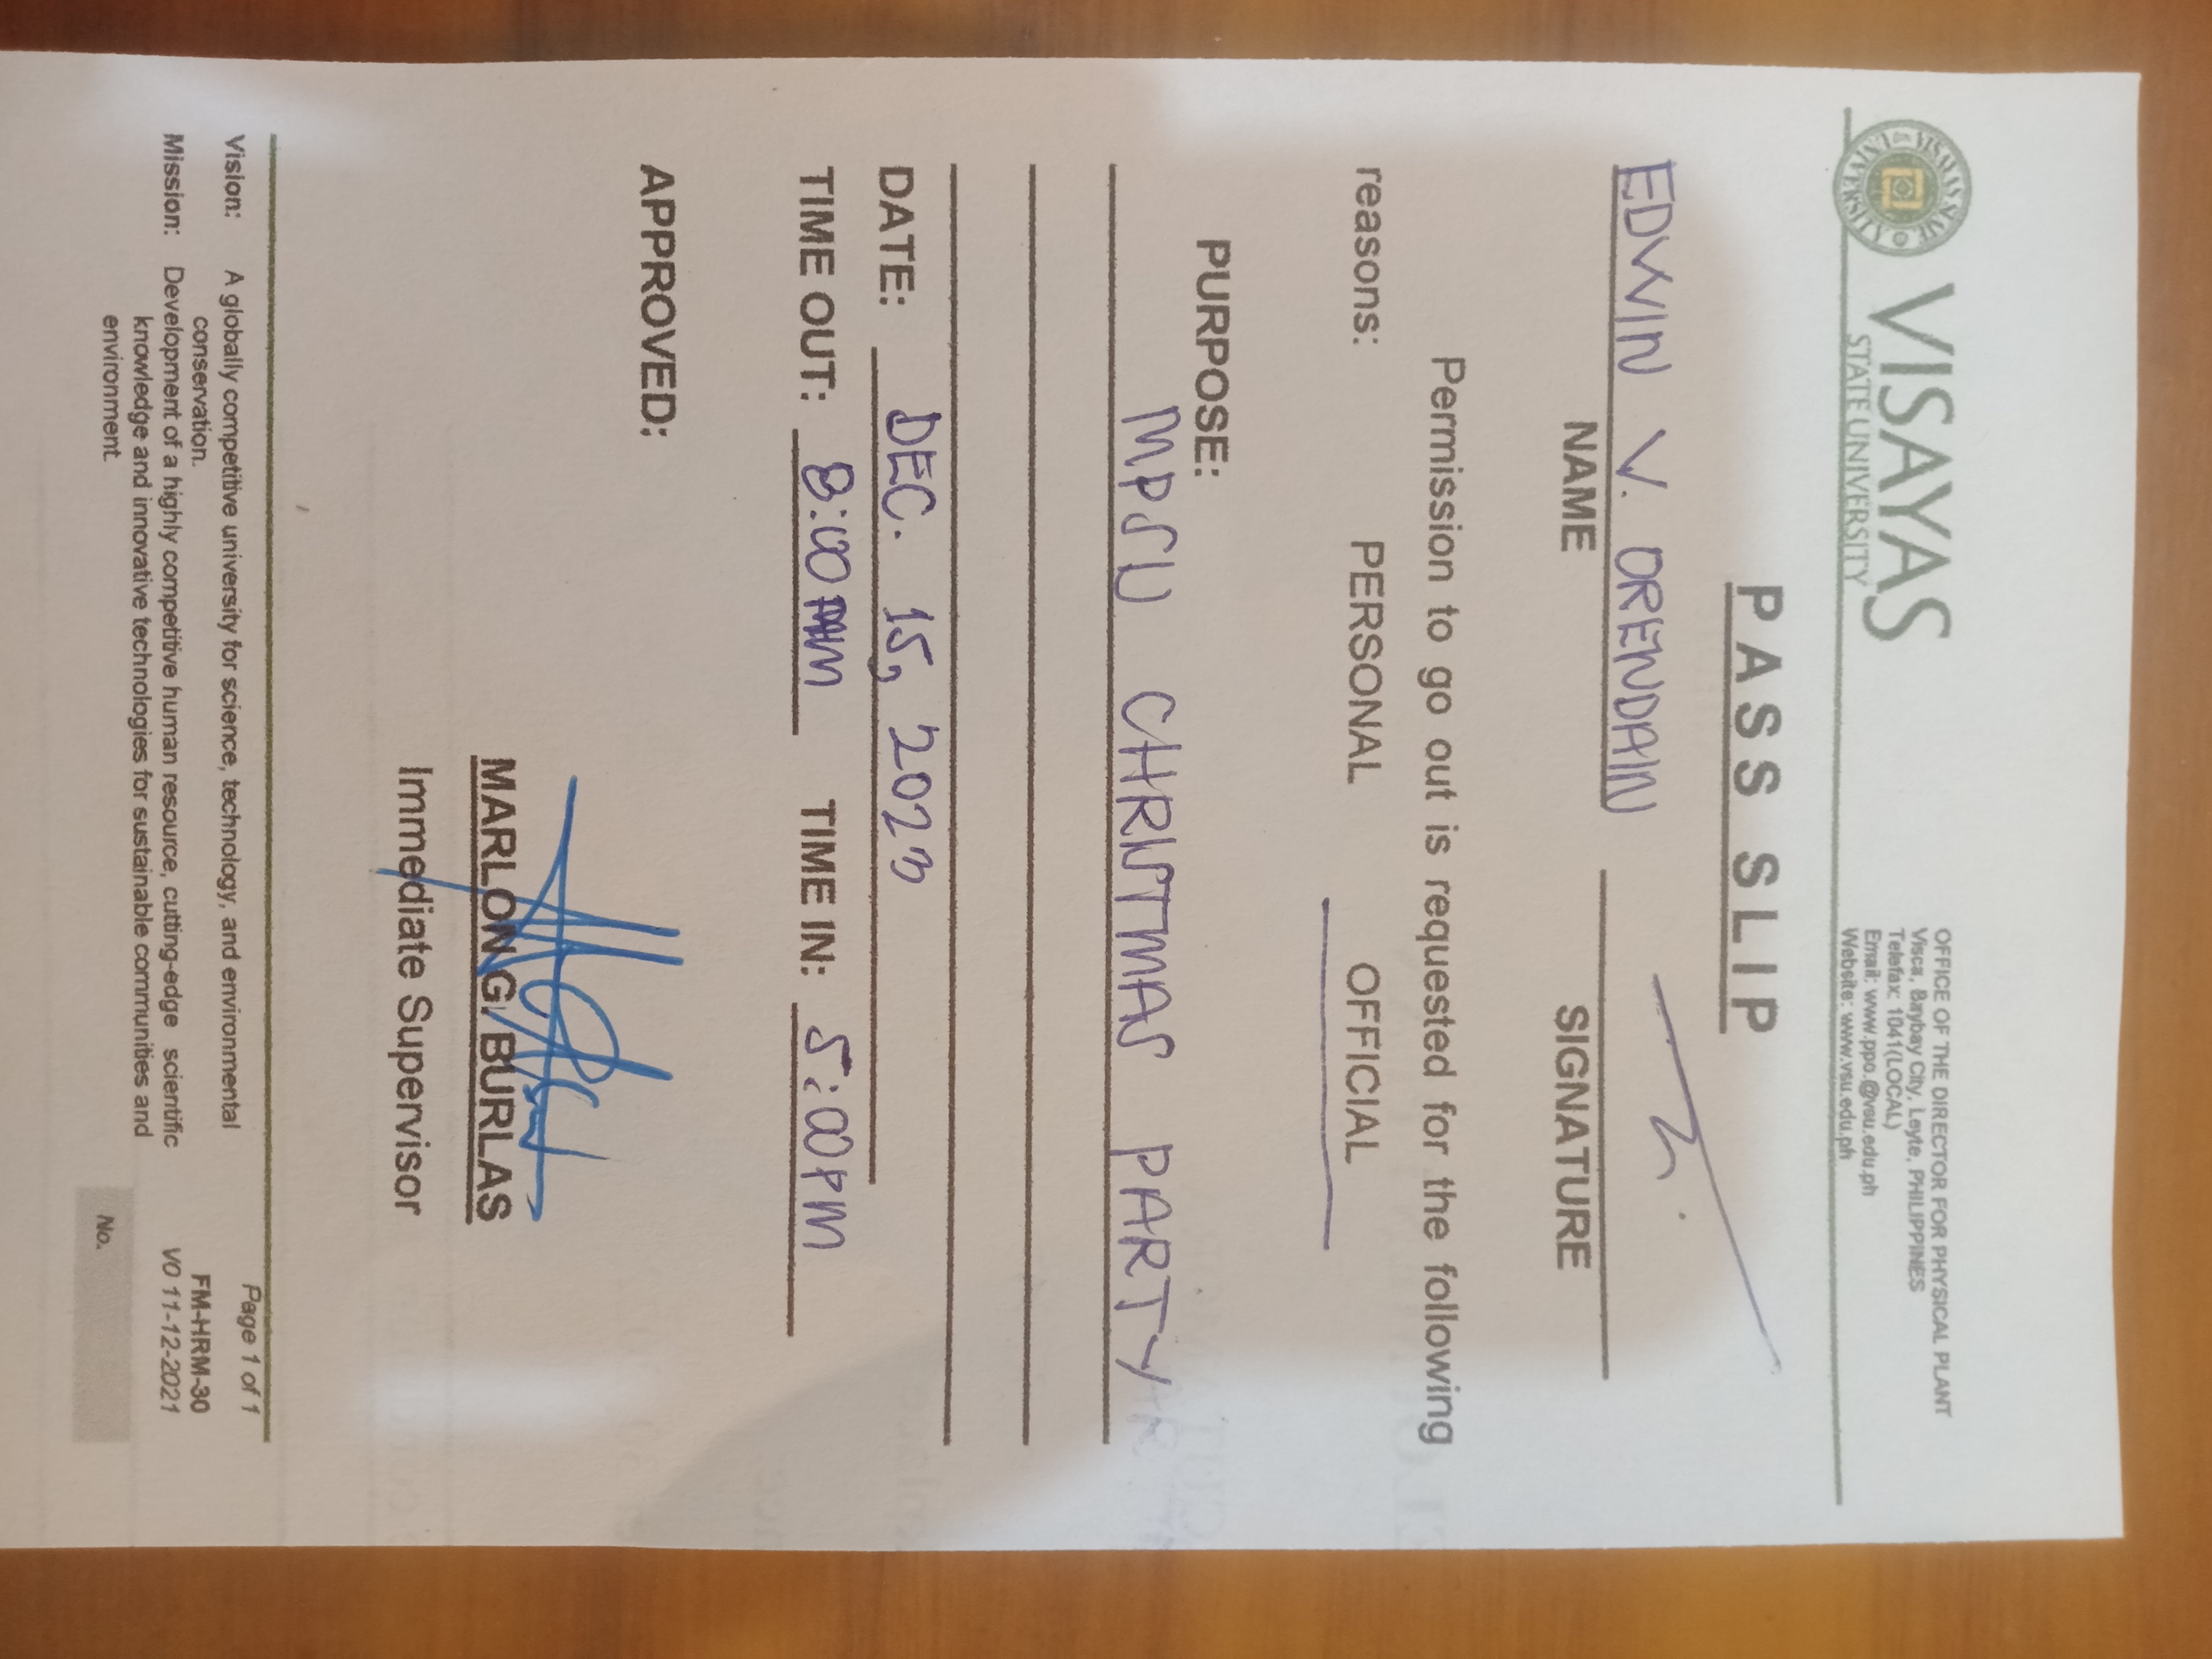 VISAYAS
STATE UNIVERSITY
OFFICE OF THE DIRECTOR FOR PHYSICAL PLANT
Visca, Baybay City, Leyte, PHILIPPINES
Telefax: 1041(LOCAL)
Email: ww.ppo.@vsu.edu.ph
Website: www.vsu.edu.ph
PASS SLIP
EDWIN V. ORENDAIN
NAME SIGNATURE
Permission to go out is requested for the following
reasons: PERSONAL OFFICIAL
PURPOSE:
MPSU CHRISTMAS PARTY
DATE: DEC. 15, 2023
TIME OUT: 8:00 AM TIME IN: 5:00PM
APPROVED:
MARLON G. BURLAS
Immediate Supervisor
Vision: A globally competitive university for science, technology, and environmental
conservation.
Mission: Development of a highly competitive human resource, cutting-edge scientific
knowledge and innovative technologies for sustainable communities and
environment.
Page 1 of 1
FM-HRM-30
V0 11-12-2021
No.